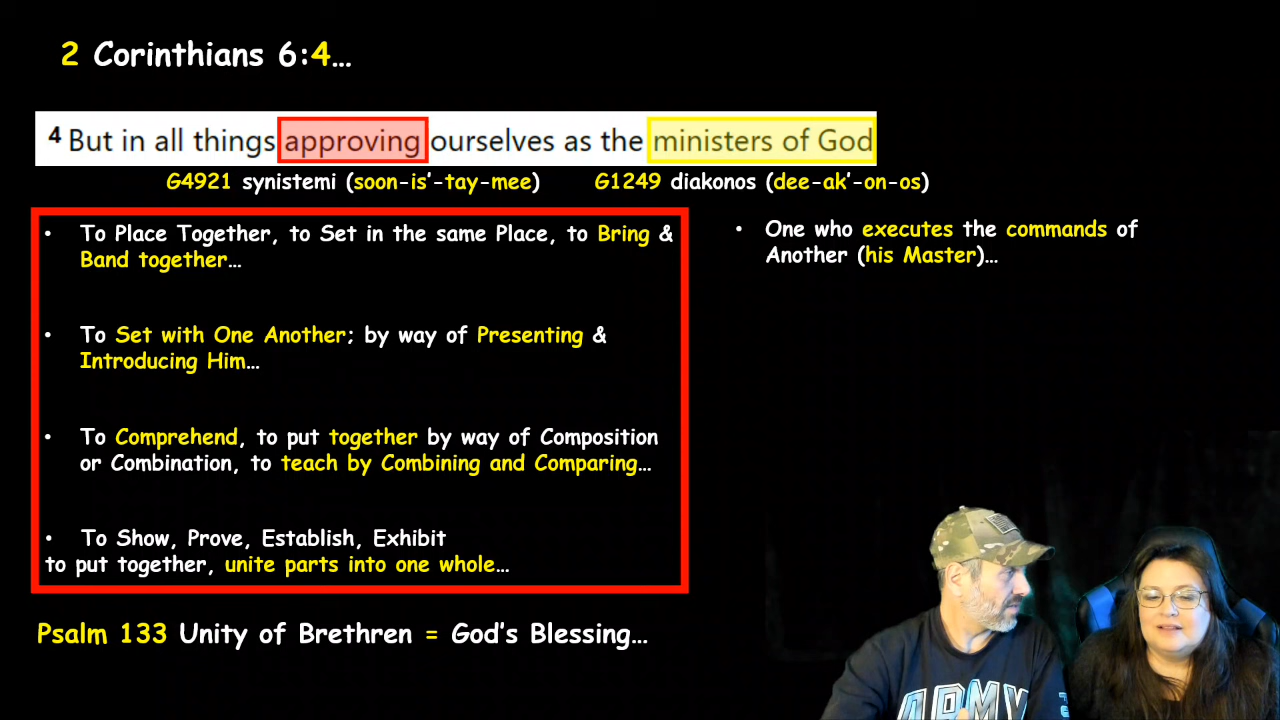 2 Corinthians 6:4...
4 But in all things approving ourselves as the ministers of God
G4921 synistemi (soon-is’-tay-mee)
G1249 diakonos (dee-ak’-on-os)
• To Place Together, to Set in the same Place, to Bring &
Band together...
• To Set with One Another; by way of Presenting &
Introducing Him...
• To Comprehend, to put together by way of Composition
or Combination, to teach by Combining and Comparing...
• To Show, Prove, Establish, Exhibit
to put together, unite parts into one whole...
• One who executes the commands of
Another (his Master)...
Psalm 133 Unity of Brethren = God’s Blessing...
ARMY